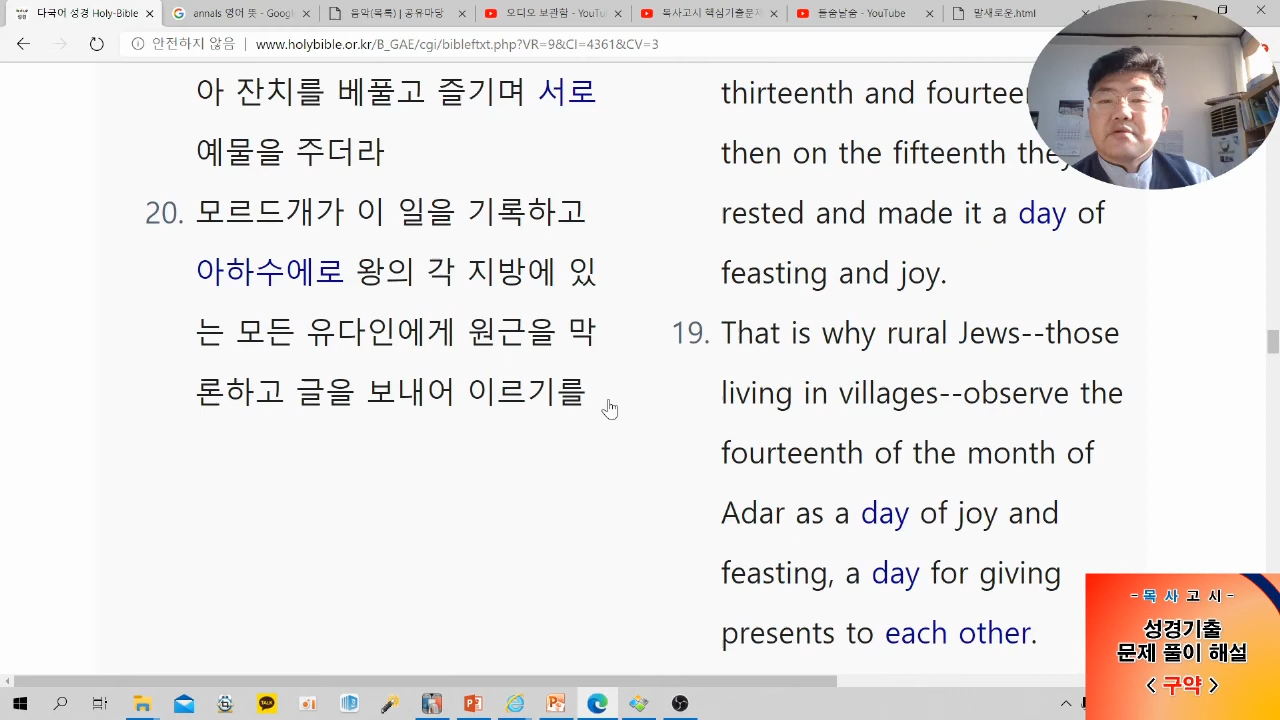 다국어 성경 Holy-Bible
annals 영어 뜻 - Googl
음악(목록) | 공유마당
오디오 보관함 - YouTu
목사고시 핵심기출문제
들숨날숨 - YouTube
말새로운.html
안전하지 않음
www.holybible.or.kr/B_GAE/cgi/bibleftxt.php?VR=9&CI=4361&CV=3
아 잔치를 베풀고 즐기며 서로
예물을 주더라
20. 모르드개가 이 일을 기록하고
아하수에로 왕의 각 지방에 있
는 모든 유다인에게 원근을 막
론하고 글을 보내어 이르기를
thirteenth and
then on the fifteenth
rested and made it a day of
feasting and joy.
19. That is why rural Jews--those
living in villages--observe the
fourteenth of the month of
Adar as a day of joy and
feasting, a day for giving
presents to each other.
- 목 사 고 시 -
성경기출
문제 풀이 해설
< 구약 >